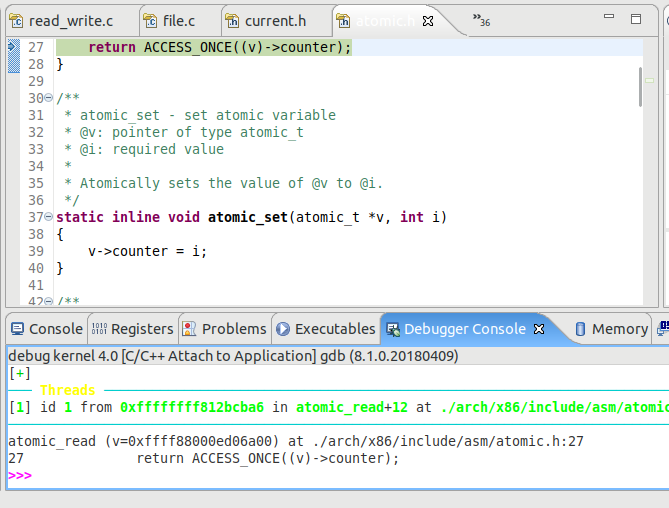 read_write.c file.c current.h atomic.h »36
27 return ACCESS_ONCE((v)->counter);
28 }
29
30 /**
31 * atomic_set - set atomic variable
32 * @v: pointer of type atomic_t
33 * @i: required value
34 *
35 * Atomically sets the value of @v to @i.
36 */
37 static inline void atomic_set(atomic_t *v, int i)
38 {
39 v->counter = i;
40 }
41
42 /**
Console Registers Problems Executables Debugger Console Memory
debug kernel 4.0 [C/C++ Attach to Application] gdb (8.1.0.20180409)
[+]
Threads
[1] id 1 from 0xffffffff812bcba6 in atomic_read+12 at ./arch/x86/include/asm/atomic
atomic_read (v=0xffff88000ed06a00) at ./arch/x86/include/asm/atomic.h:27
27 return ACCESS_ONCE((v)->counter);
>>>